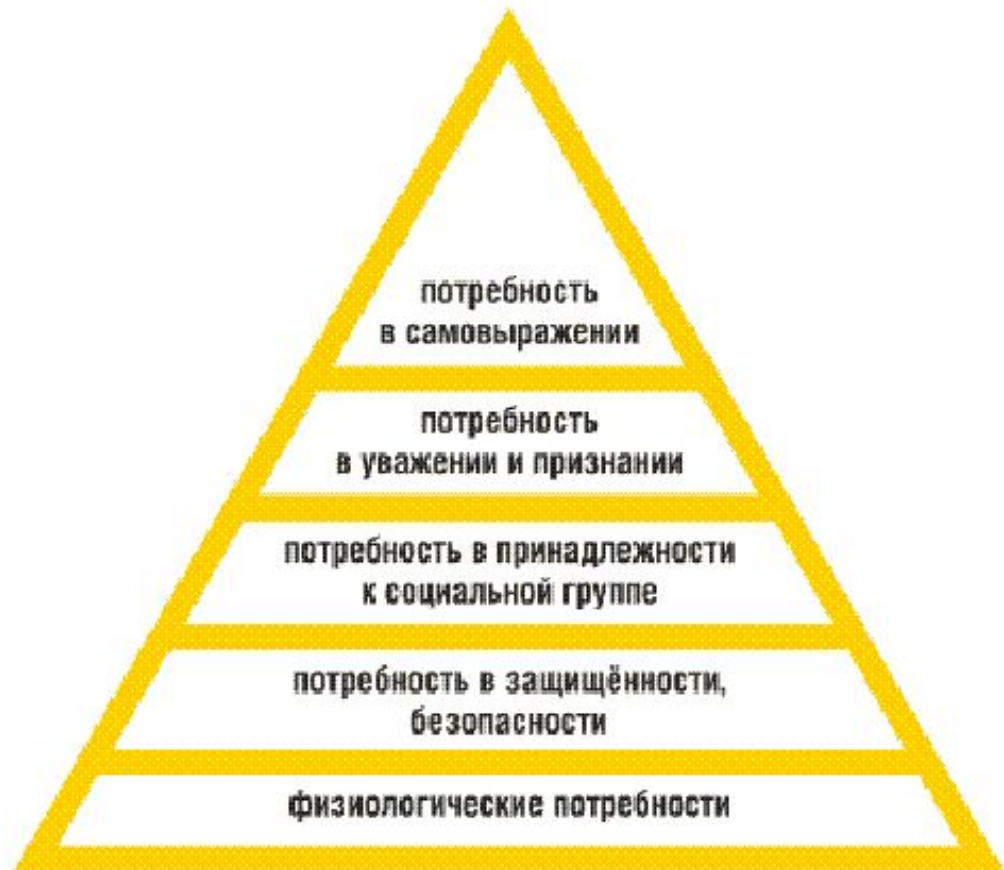 потребность
в самовыражении
потребность
в уважении и признании
потребность в принадлежности
к социальной группе
потребность в защищённости,
безопасности
физиологические потребности